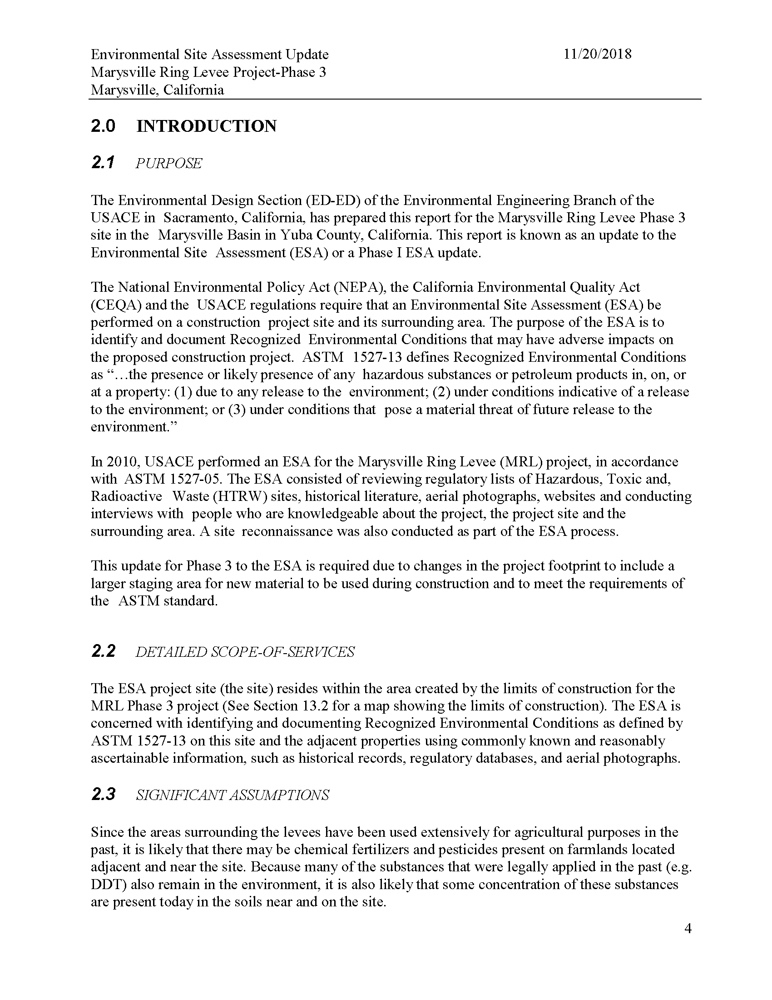 Environmental Site Assessment Update 11/20/2018
Marysville Ring Levee Project-Phase 3
Marysville, California
2.0 INTRODUCTION
2.1 PURPOSE
The Environmental Design Section (ED-ED) of the Environmental Engineering Branch of the
USACE in Sacramento, California, has prepared this report for the Marysville Ring Levee Phase 3
site in the Marysville Basin in Yuba County, California. This report is known as an update to the
Environmental Site Assessment (ESA) or a Phase I ESA update.
The National Environmental Policy Act (NEPA), the California Environmental Quality Act
(CEQA) and the USACE regulations require that an Environmental Site Assessment (ESA) be
performed on a construction project site and its surrounding area. The purpose of the ESA is to
identify and document Recognized Environmental Conditions that may have adverse impacts on
the proposed construction project. ASTM 1527-13 defines Recognized Environmental Conditions
as “…the presence or likely presence of any hazardous substances or petroleum products in, on, or
at a property: (1) due to any release to the environment; (2) under conditions indicative of a release
to the environment; or (3) under conditions that pose a material threat of future release to the
environment.”
In 2010, USACE performed an ESA for the Marysville Ring Levee (MRL) project, in accordance
with ASTM 1527-05. The ESA consisted of reviewing regulatory lists of Hazardous, Toxic and,
Radioactive Waste (HTRW) sites, historical literature, aerial photographs, websites and conducting
interviews with people who are knowledgeable about the project, the project site and the
surrounding area. A site reconnaissance was also conducted as part of the ESA process.
This update for Phase 3 to the ESA is required due to changes in the project footprint to include a
larger staging area for new material to be used during construction and to meet the requirements of
the ASTM standard.
2.2 DETAILED SCOPE-OF-SERVICES
The ESA project site (the site) resides within the area created by the limits of construction for the
MRL Phase 3 project (See Section 13.2 for a map showing the limits of construction). The ESA is
concerned with identifying and documenting Recognized Environmental Conditions as defined by
ASTM 1527-13 on this site and the adjacent properties using commonly known and reasonably
ascertainable information, such as historical records, regulatory databases, and aerial photographs.
2.3 SIGNIFICANT ASSUMPTIONS
Since the areas surrounding the levees have been used extensively for agricultural purposes in the
past, it is likely that there may be chemical fertilizers and pesticides present on farmlands located
adjacent and near the site. Because many of the substances that were legally applied in the past (e.g.
DDT) also remain in the environment, it is also likely that some concentration of these substances
are present today in the soils near and on the site.
4